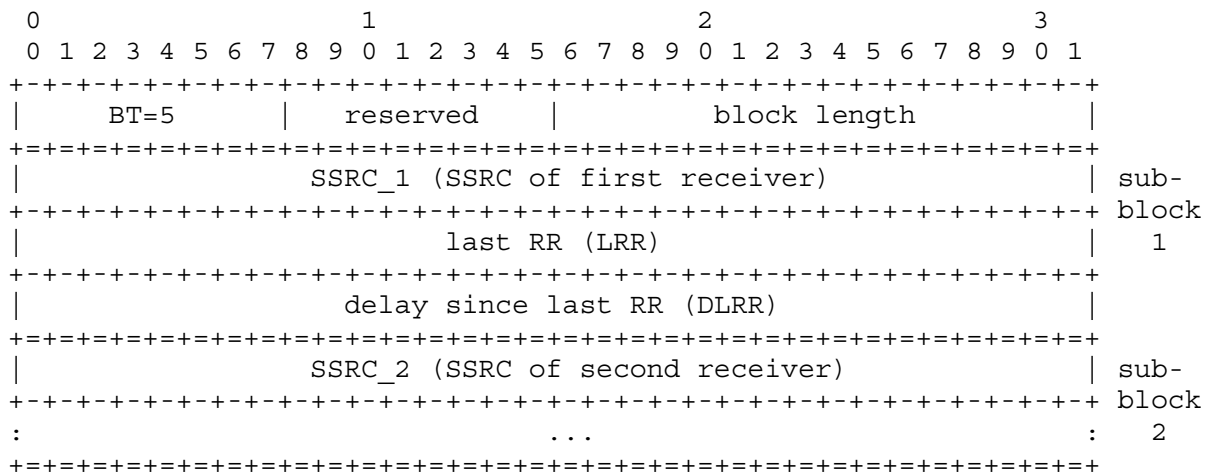 0                   1                   2                   3
 0 1 2 3 4 5 6 7 8 9 0 1 2 3 4 5 6 7 8 9 0 1 2 3 4 5 6 7 8 9 0 1
+-+-+-+-+-+-+-+-+-+-+-+-+-+-+-+-+-+-+-+-+-+-+-+-+-+-+-+-+-+-+-+-+
|     BT=5      |   reserved    |         block length          |
+=+=+=+=+=+=+=+=+=+=+=+=+=+=+=+=+=+=+=+=+=+=+=+=+=+=+=+=+=+=+=+=+
|                 SSRC_1 (SSRC of first receiver)               | sub-
+-+-+-+-+-+-+-+-+-+-+-+-+-+-+-+-+-+-+-+-+-+-+-+-+-+-+-+-+-+-+-+-+ block
|                         last RR (LRR)                         |   1
+-+-+-+-+-+-+-+-+-+-+-+-+-+-+-+-+-+-+-+-+-+-+-+-+-+-+-+-+-+-+-+-+
|                   delay since last RR (DLRR)                  |
+=+=+=+=+=+=+=+=+=+=+=+=+=+=+=+=+=+=+=+=+=+=+=+=+=+=+=+=+=+=+=+=+
|                 SSRC_2 (SSRC of second receiver)              | sub-
+-+-+-+-+-+-+-+-+-+-+-+-+-+-+-+-+-+-+-+-+-+-+-+-+-+-+-+-+-+-+-+-+ block
:                               ...                             :   2
+=+=+=+=+=+=+=+=+=+=+=+=+=+=+=+=+=+=+=+=+=+=+=+=+=+=+=+=+=+=+=+=+